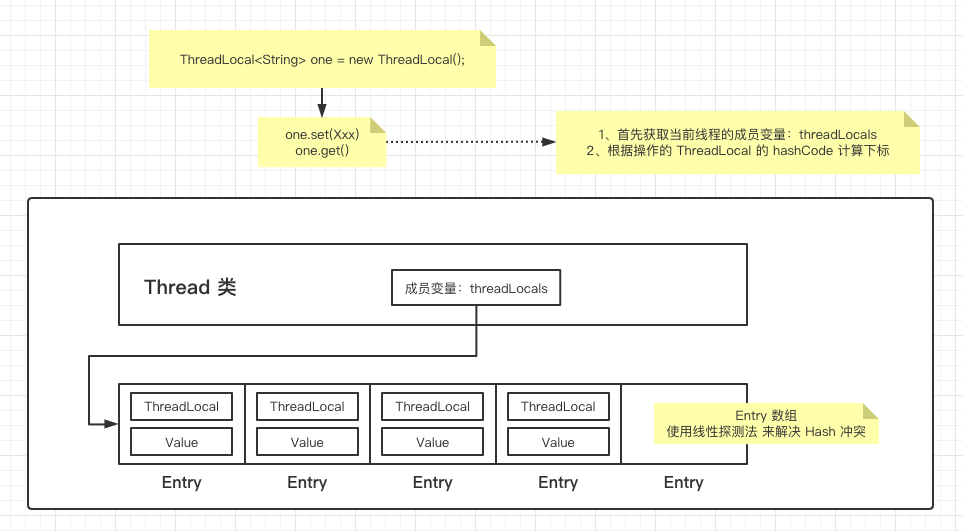 ThreadLocal<String> one = new ThreadLocal();
one.set(Xxx)
one.get()
1、首先获取当前线程的成员变量：threadLocals
2、根据操作的 ThreadLocal 的 hashCode 计算下标
Thread 类
成员变量：threadLocals
ThreadLocal
ThreadLocal
ThreadLocal
ThreadLocal
Value
Value
Value
Value
Entry 数组
使用线性探测法 来解决 Hash 冲突
Entry
Entry
Entry
Entry
Entry